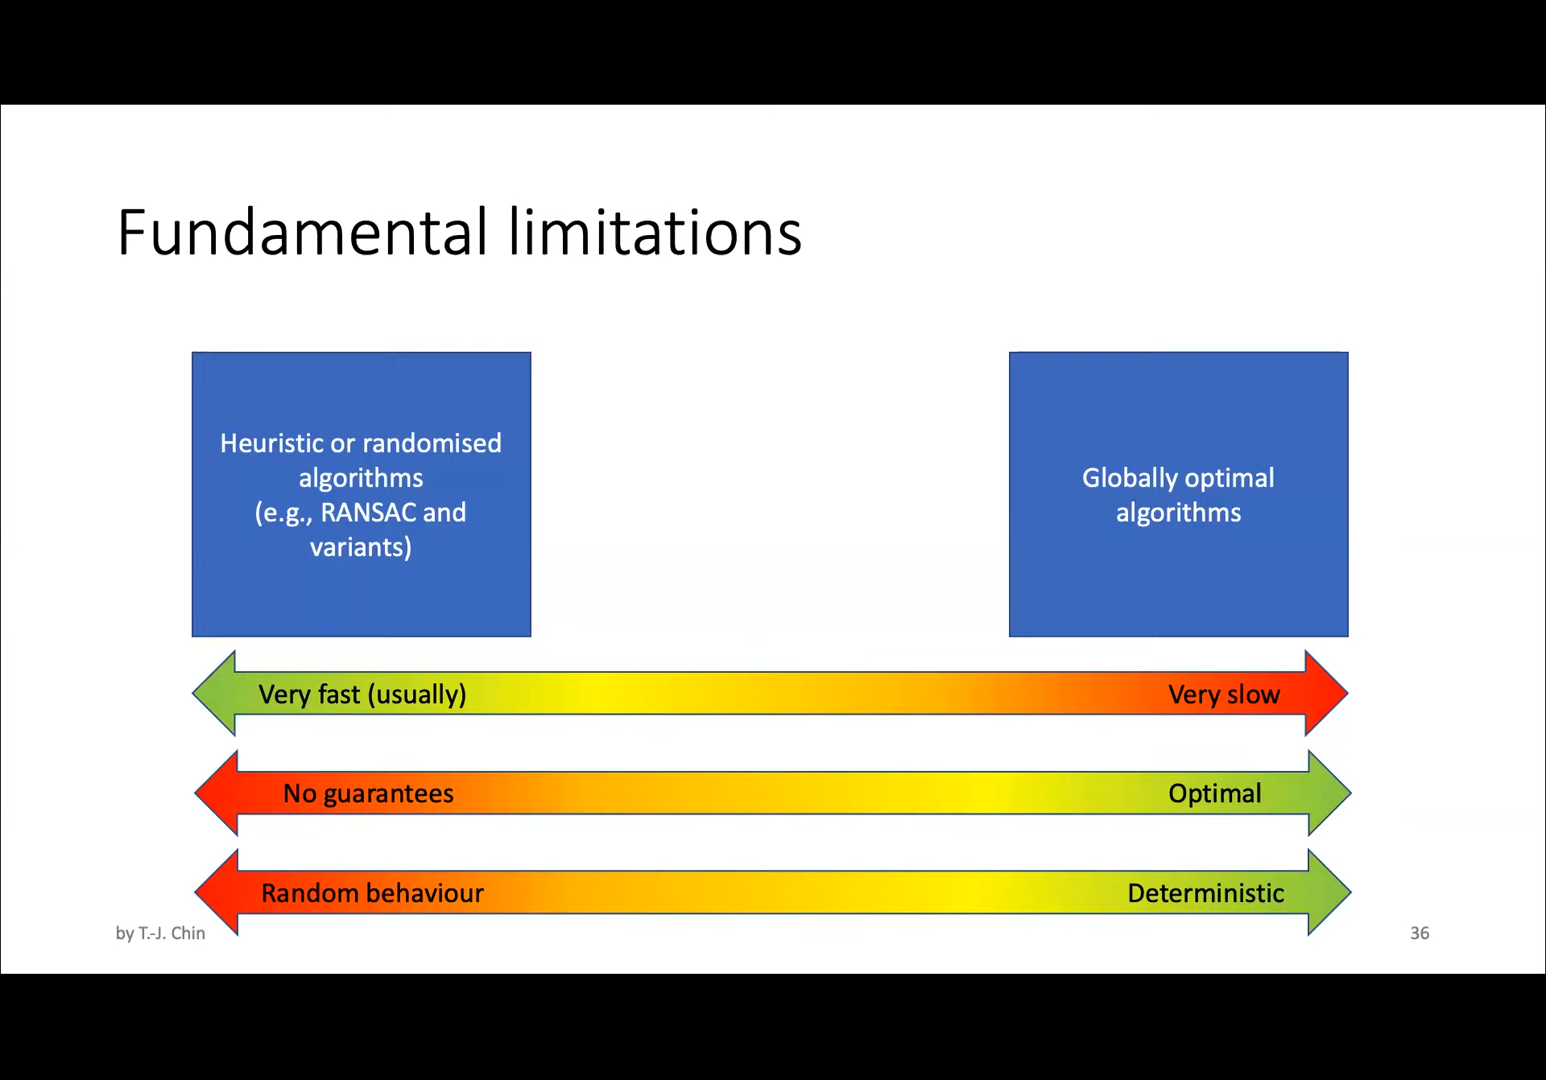 Fundamental limitations
Heuristic or randomised
algorithms
(e.g., RANSAC and
variants)
Globally optimal
algorithms
Very fast (usually)
Very slow
No guarantees
Optimal
Random behaviour
Deterministic
by T.-J. Chin
36